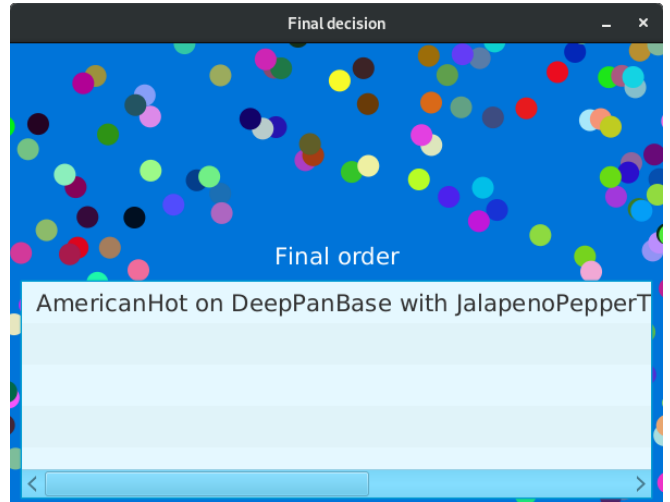 Final decision
Final order
AmericanHot on DeepPanBase with JalapenoPepperT